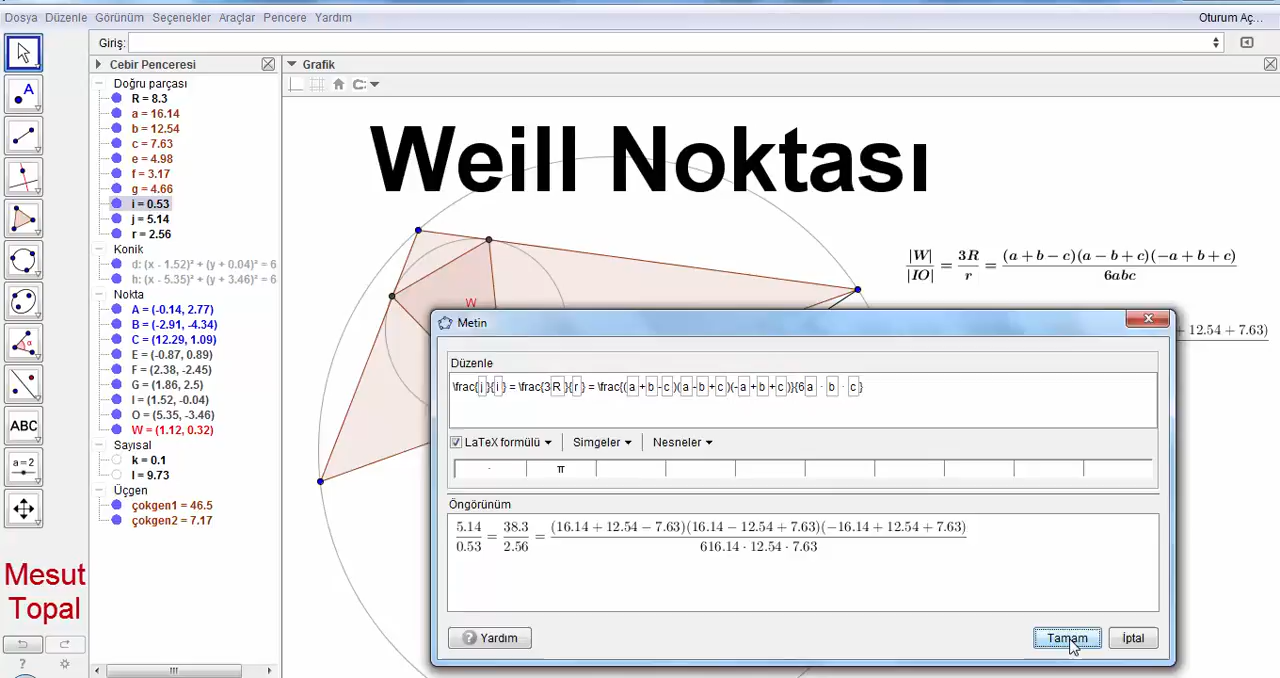 Dosya Düzenle Görünüm Seçenekler Araçlar Pencere Yardım
Oturum Aç...
Giriş:
Cebir Penceresi
Grafik
Doğru parçası
R = 8.3
a = 16.14
b = 12.54
c = 7.63
e = 4.98
f = 3.17
g = 4.66
i = 0.53
j = 5.14
r = 2.56
Konik
d: (x - 1.52)² + (y + 0.04)² = 6
h: (x - 5.35)² + (y + 3.46)² = 6
Nokta
A = (-0.14, 2.77)
B = (-2.91, -4.34)
C = (12.29, 1.09)
E = (-0.87, 0.89)
F = (2.38, -2.45)
G = (1.86, 2.5)
I = (1.52, -0.04)
O = (5.35, -3.46)
W = (1.12, 0.32)
Sayısal
k = 0.1
l = 9.73
Üçgen
çokgen1 = 46.5
çokgen2 = 7.17
A
ABC
a=2
Mesut
Topal
?
Weill Noktası
W
|W|/|IO| = 3R/r = (a + b − c)(a − b + c)(−a + b + c)/6abc
+ 12.54 + 7.63)
Metin
Düzenle
\frac{j}{i} = \frac{3R}{r} = \frac{(a+b-c)(a-b+c)(-a+b+c)}{6a · b · c}
LaTeX formülü Simgeler Nesneler
π
Öngörünüm
5.14/0.53 = 38.3/2.56 = (16.14 + 12.54 − 7.63)(16.14 − 12.54 + 7.63)(−16.14 + 12.54 + 7.63)/616.14 · 12.54 · 7.63
Yardım
Tamam
İptal